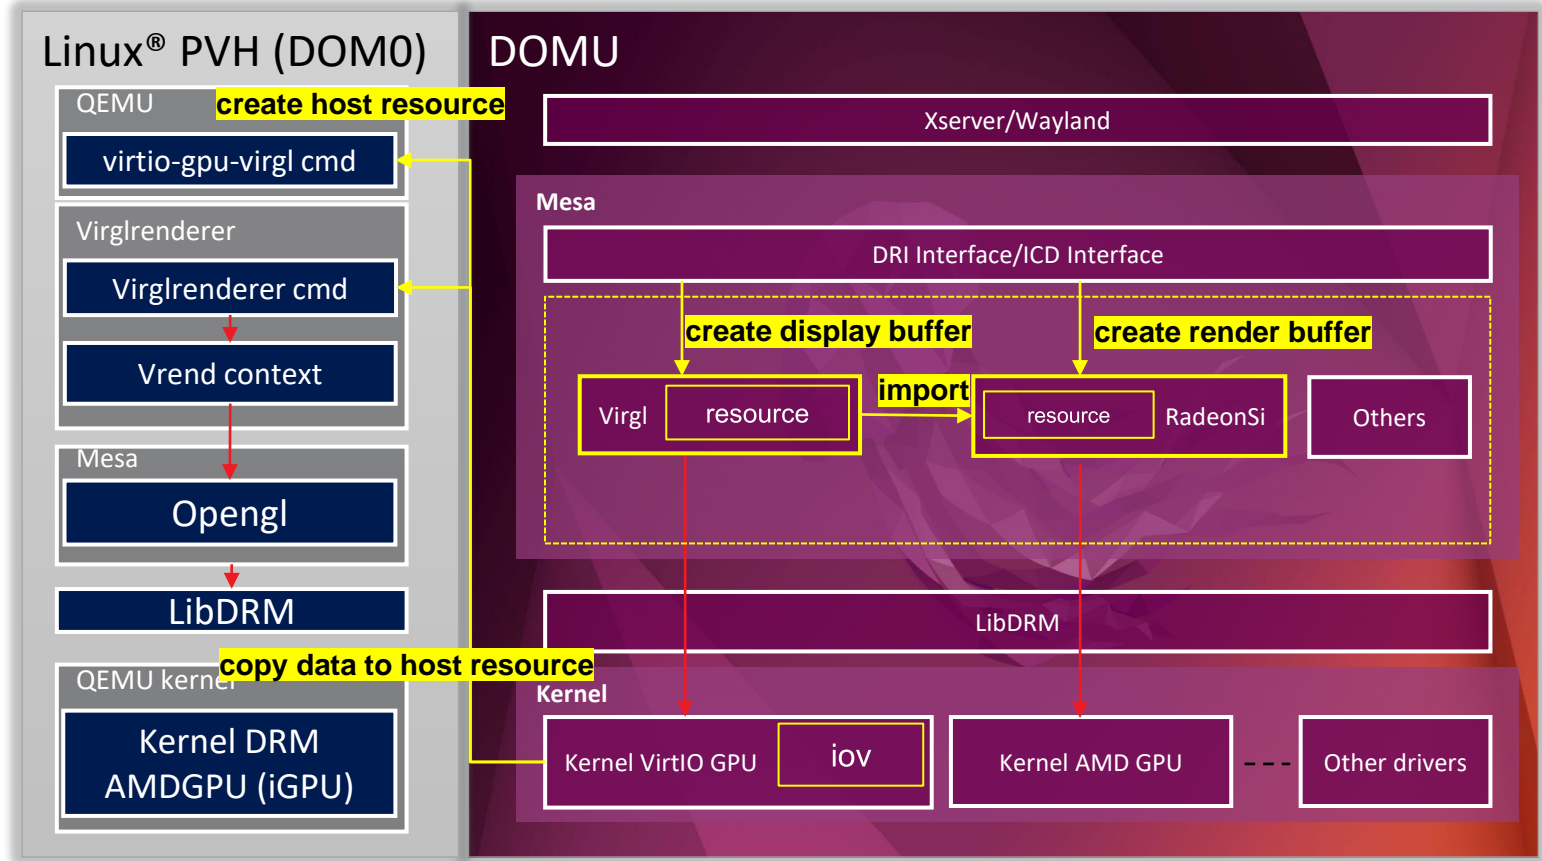 Linux® PVH (DOM0)
QEMU
create host resource
virtio-gpu-virgl cmd
Virglrenderer
Virglrenderer cmd
Vrend context
Mesa
Opengl
LibDRM
copy data to host resource
QEMU kernel
Kernel DRM
AMDGPU (iGPU)
DOMU
Xserver/Wayland
Mesa
DRI Interface/ICD Interface
create display buffer
create render buffer
import
Virgl
resource
resource
RadeonSi
Others
LibDRM
Kernel
Kernel VirtIO GPU
iov
Kernel AMD GPU
Other drivers